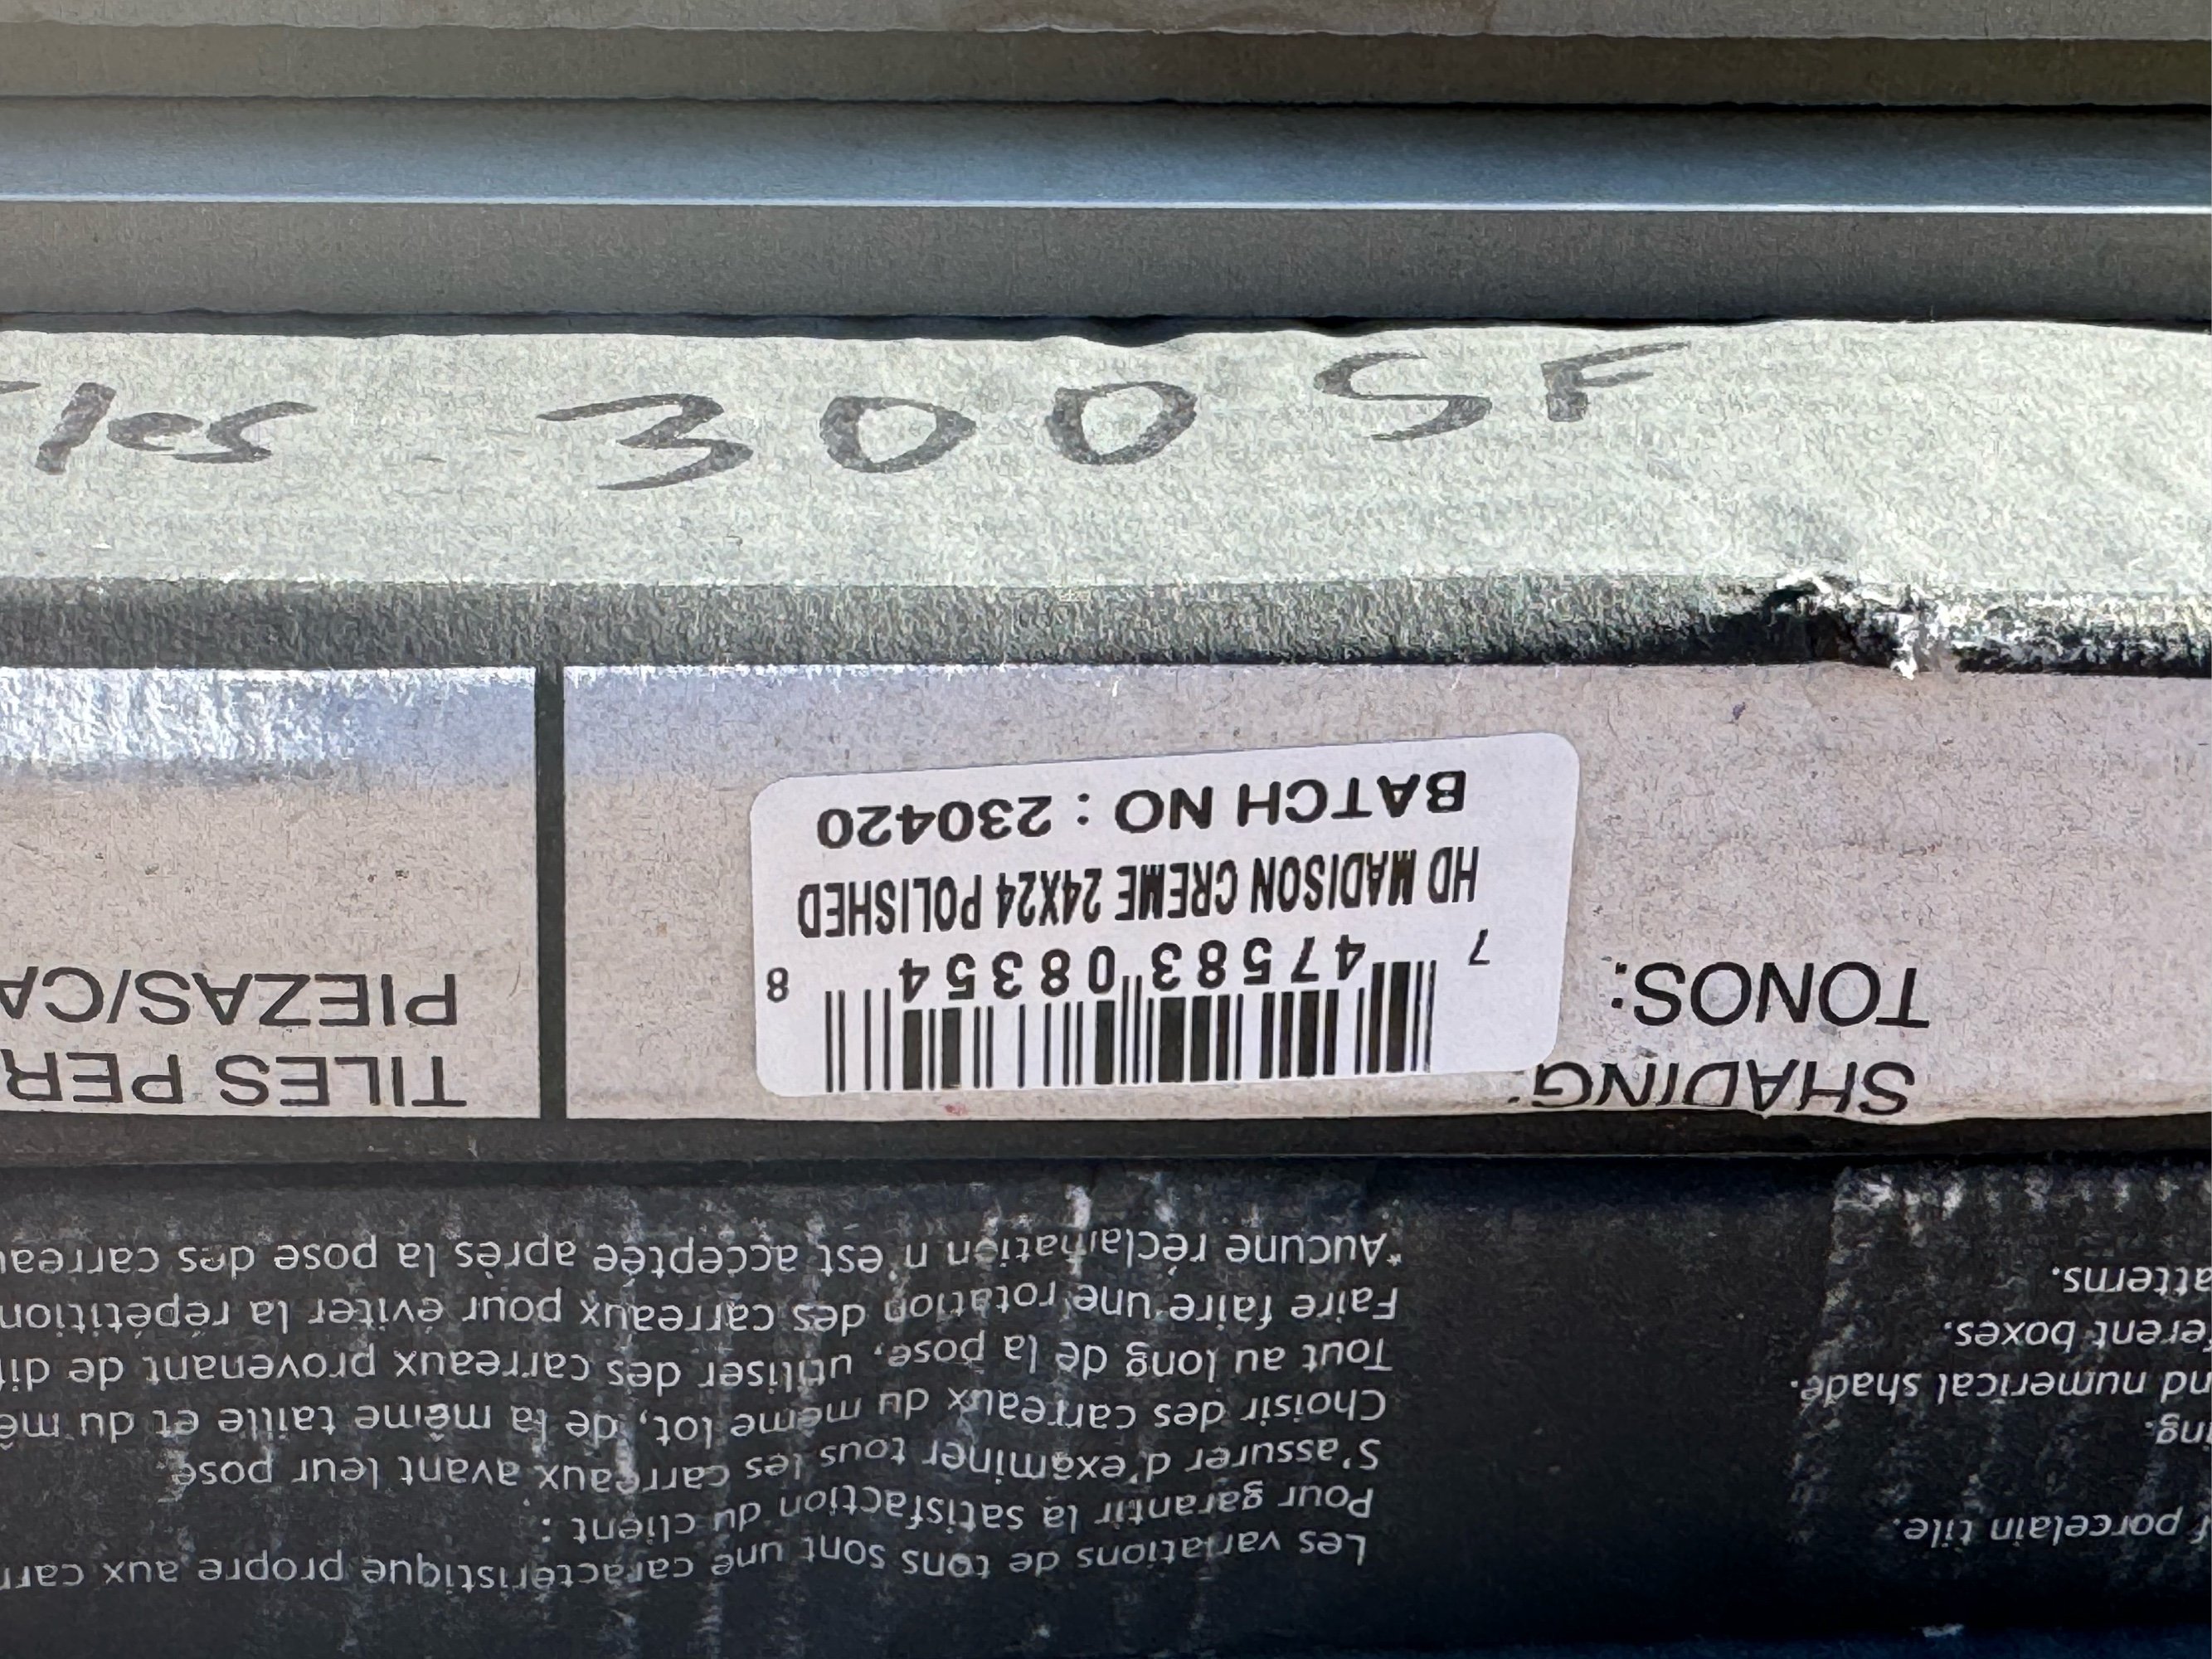 300 SF
TILES PER
PIEZAS/CA
SHADING:
TONOS:
7 47583 08354 8
HD MADISON CREME 24X24 POLISHED
BATCH NO : 230420
porcelain tile.
nd numerical shade.
erent boxes.
atterns.
Les variations de tons sont une caractéristique propre aux carr
Pour garantir la satisfaction du client :
S'assurer d'examiner tous les carreaux avant leur pose.
Choisir des carreaux du même lot, de la même taille et du mê
Tout au long de la pose, utiliser des carreaux provenant de dif
Faire faire une rotation des carreaux pour éviter la répétition
*Aucune réclamation n'est acceptée après la pose des carreau